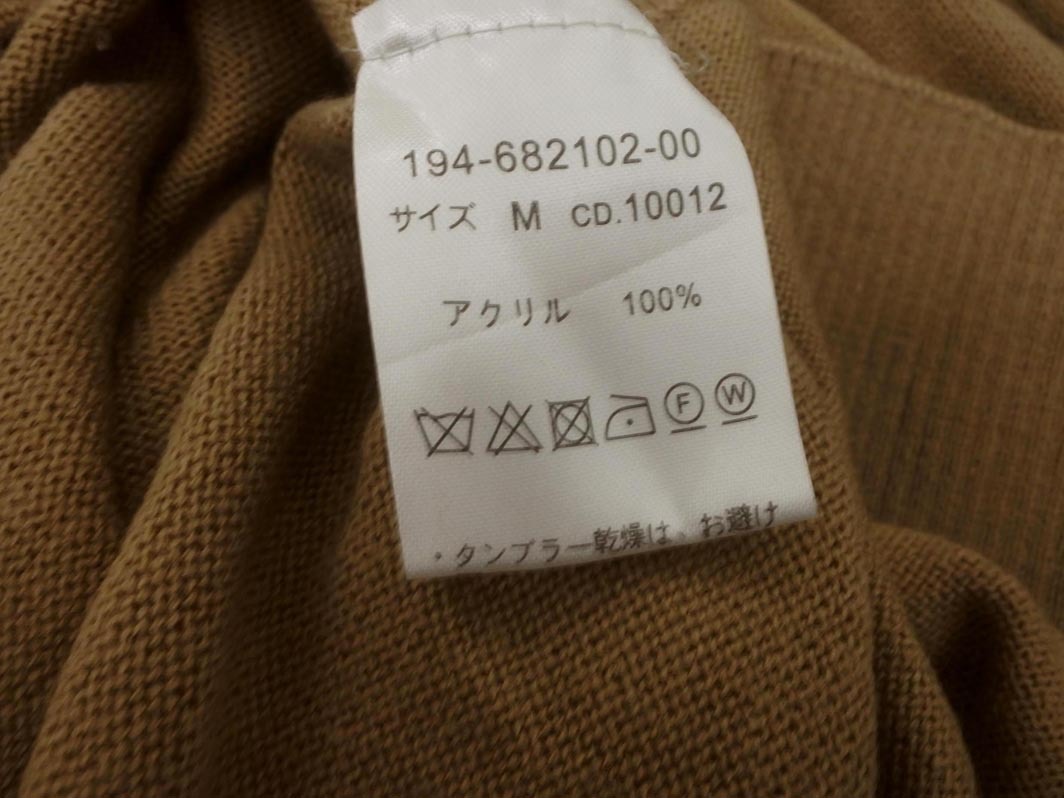 194-682102-00
サイズ M CD.10012
アクリル 100%
F W
・タンブラー乾燥は、お避け